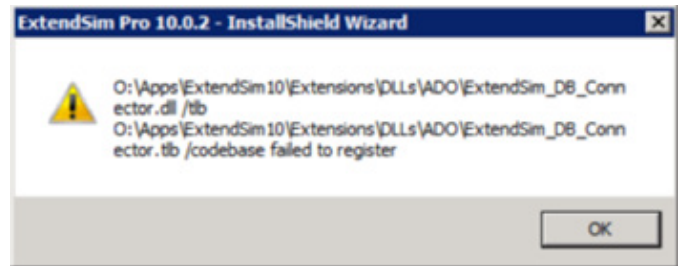 ExtendSim Pro 10.0.2 - InstallShield Wizard
O:\Apps\ExtendSim10\Extensions\DLLs\ADO\ExtendSim_DB_Conn
ector.dll /tlb
O:\Apps\ExtendSim10\Extensions\DLLs\ADO\ExtendSim_DB_Conn
ector.tlb /codebase failed to register
OK